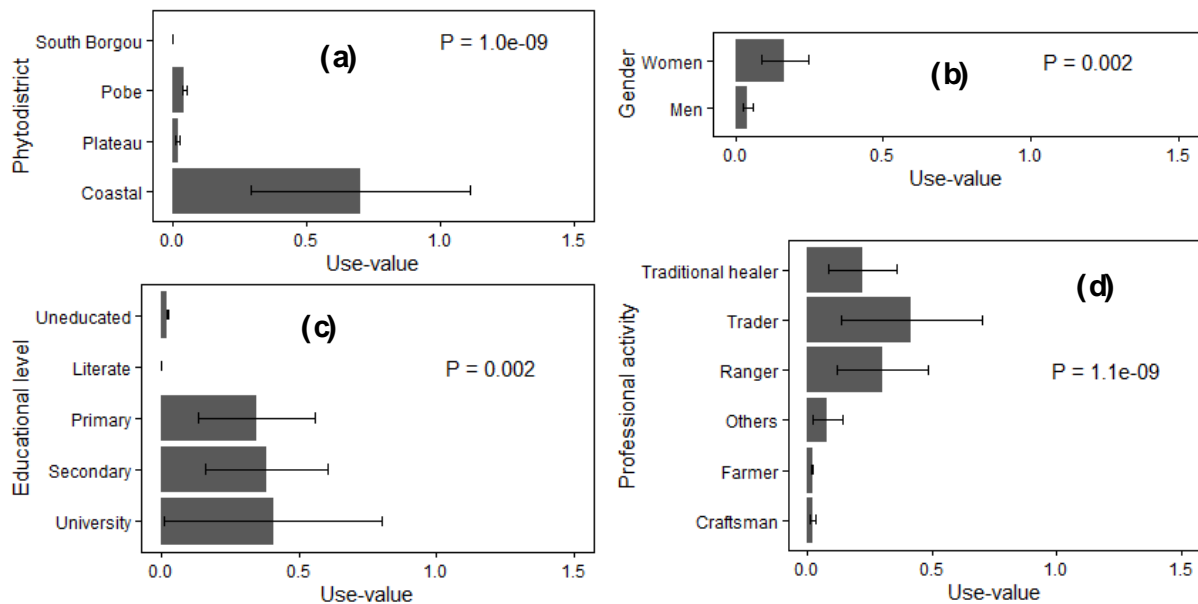 Phytodistrict
South Borgou
Pobe
Plateau
Coastal
(a)
P = 1.0e-09
0.0 0.5 1.0 1.5
Use-value
Gender
Women
Men
(b)
P = 0.002
0.0 0.5 1.0 1.5
Use-value
Educational level
Uneducated
Literate
Primary
Secondary
University
(c)
P = 0.002
0.0 0.5 1.0 1.5
Use-value
Professional activity
Traditional healer
Trader
Ranger
Others
Farmer
Craftsman
(d)
P = 1.1e-09
0.0 0.5 1.0 1.5
Use-value